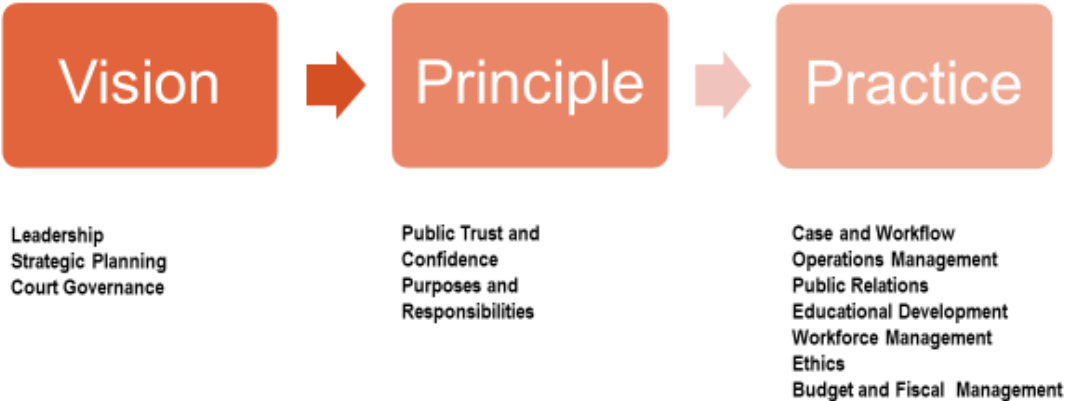 Vision
Principle
Practice
Leadership
Strategic Planning
Court Governance
Public Trust and
Confidence
Purposes and
Responsibilities
Case and Workflow
Operations Management
Public Relations
Educational Development
Workforce Management
Ethics
Budget and Fiscal Management